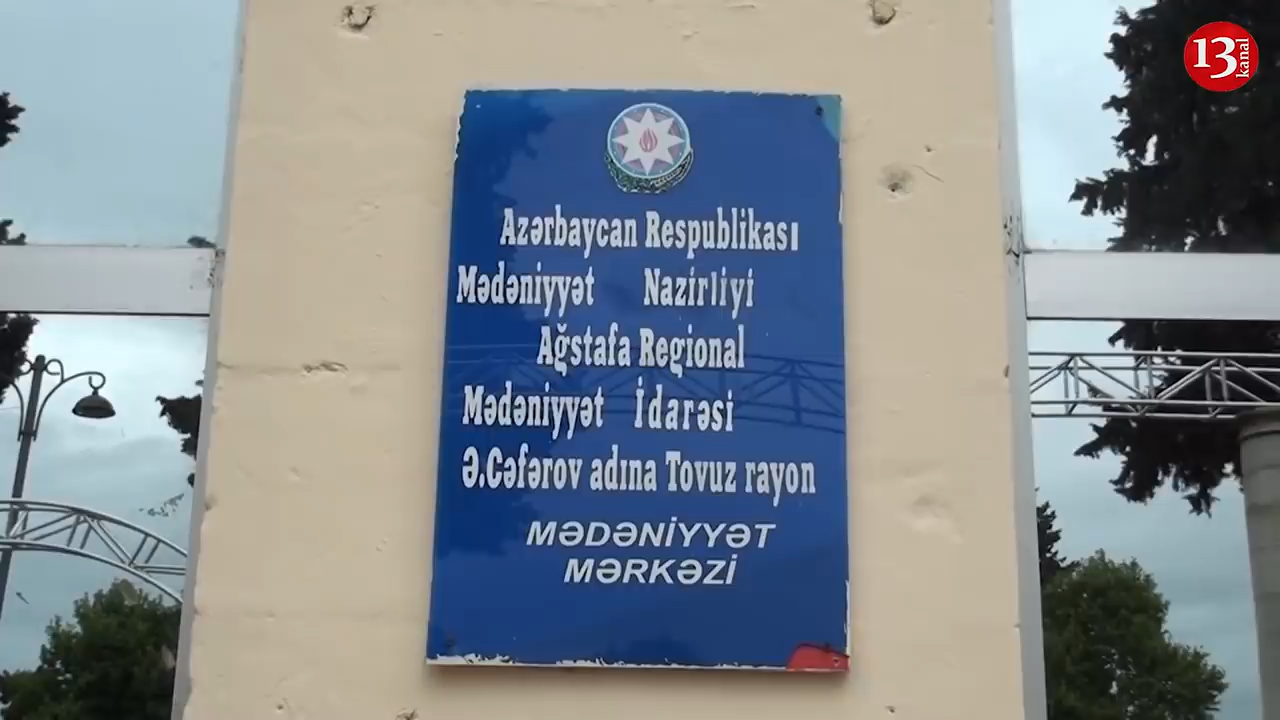 13 kanal
Azərbaycan Respublikası
Mədəniyyət Nazirliyi
Ağstafa Regional
Mədəniyyət İdarəsi
Ə.Cəfərov adına Tovuz rayon
MƏDƏNİYYƏT
MƏRKƏZİ